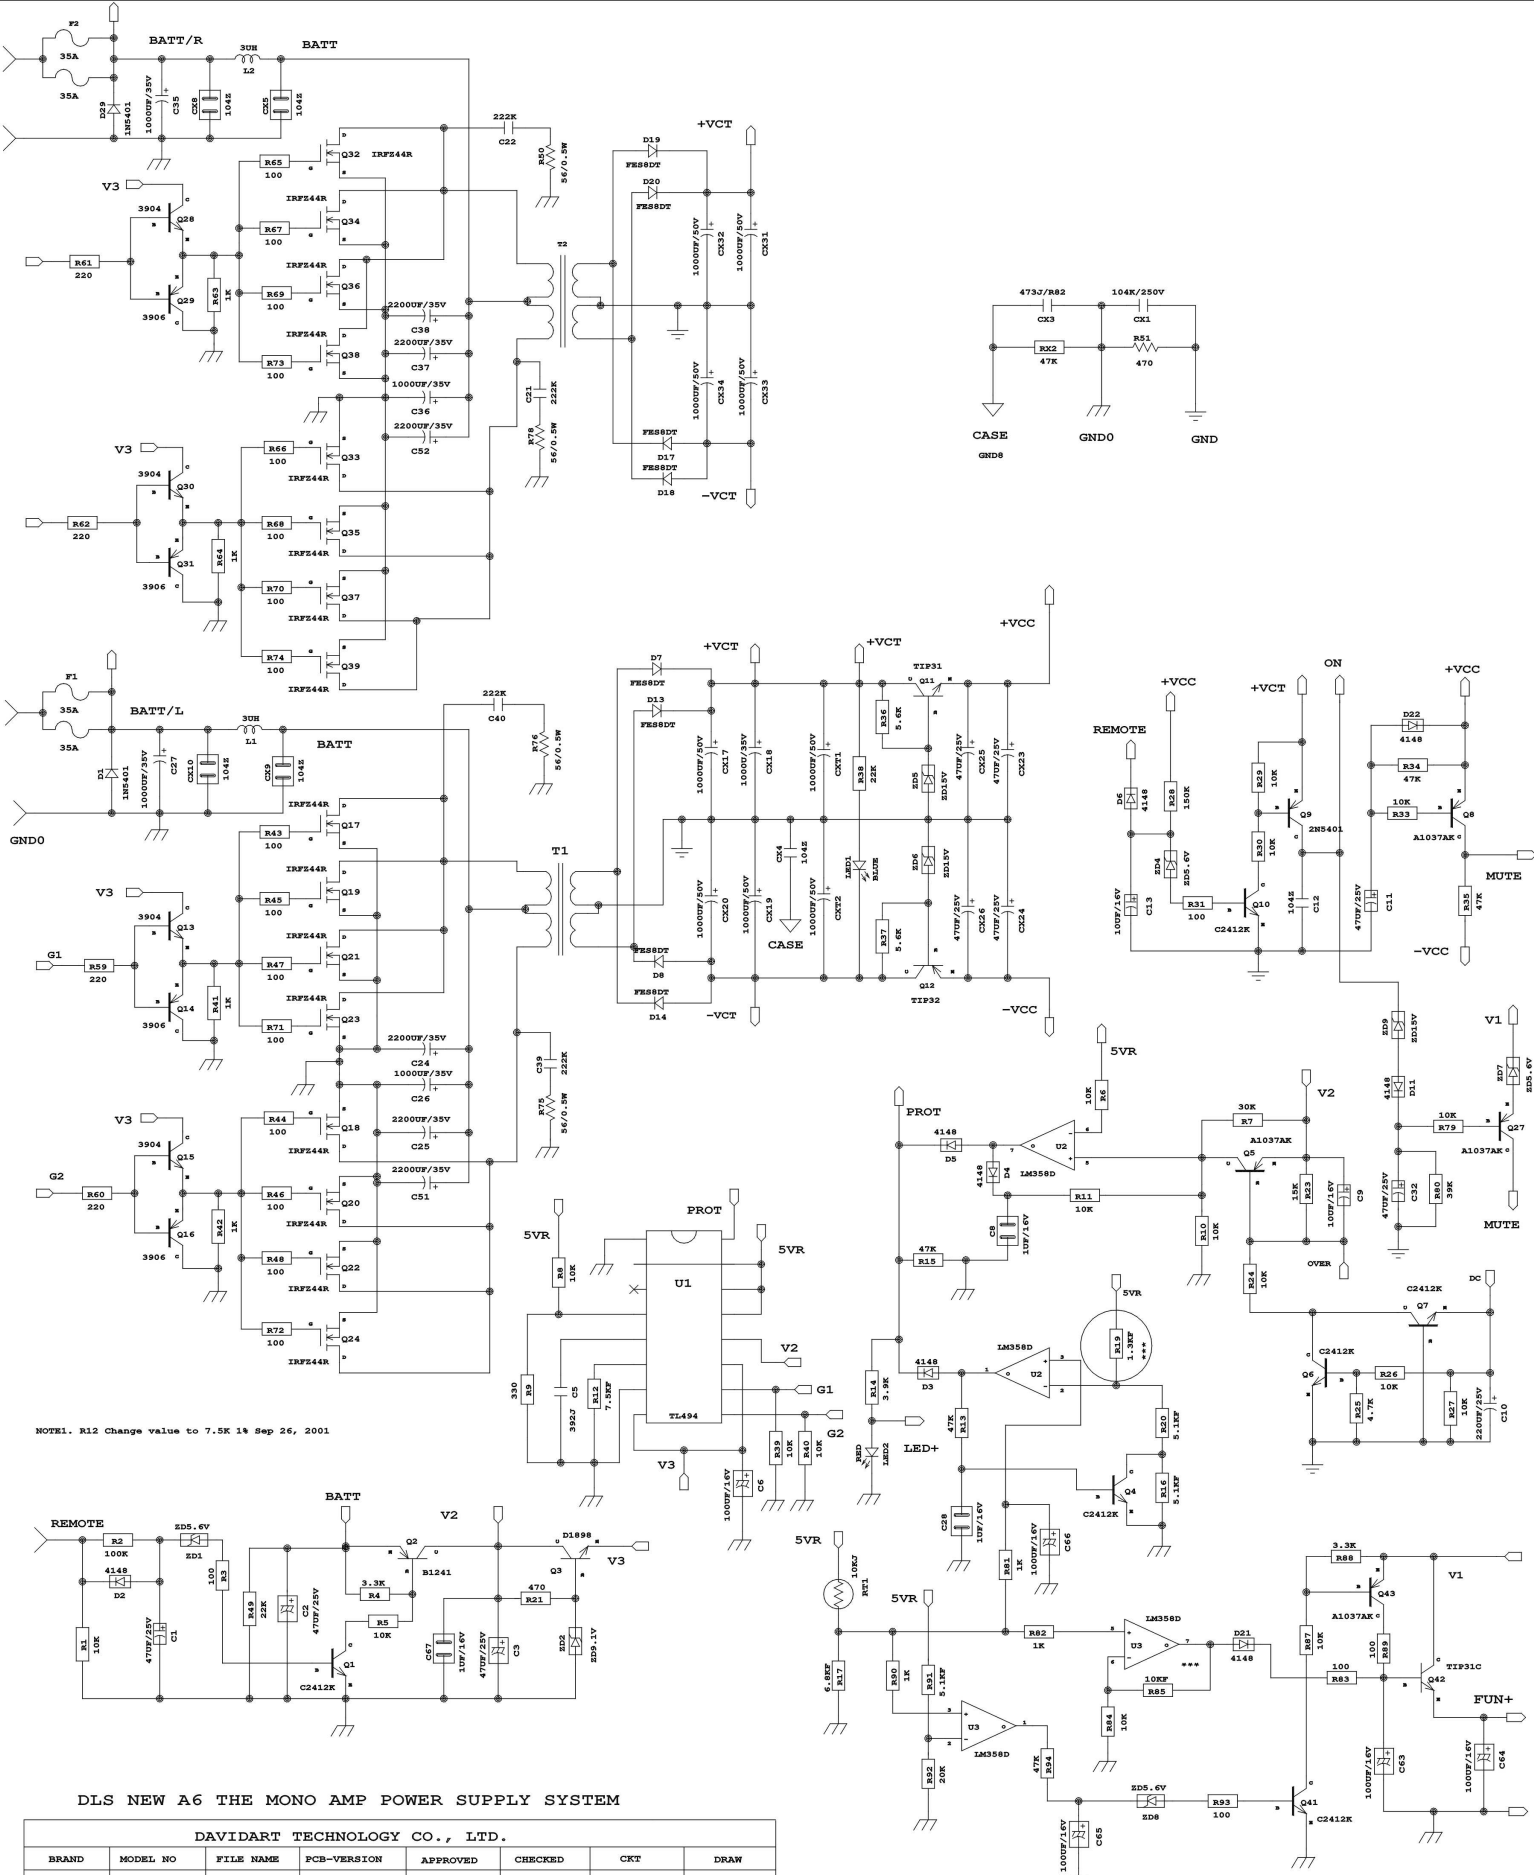 F2
35A
35A
BATT/R
3UH
L2
BATT
D29
1N5401
1000UF/35V
C35
CX8
104Z
CX5
104Z
222K
C22
R50
56/0.5W
+VCT
D19
FES8DT
D20
FES8DT
Q32
IRFZ44R
R65
100
V3
3904
Q28
IRFZ44R
R67
100
Q34
R61
220
Q29
3906
R63
1K
IRFZ44R
R69
100
Q36
IRFZ44R
R73
100
Q38
2200UF/35V
C38
2200UF/35V
C37
1000UF/35V
C36
2200UF/35V
C52
T2
C21
222K
R78
56/0.5W
1000UF/50V
CX32
1000UF/50V
CX31
1000UF/50V
CX34
1000UF/50V
CX33
FES8DT
D17
FES8DT
D18
-VCT
473J/R82
CX3
104K/250V
CX1
RX2
47K
R51
470
CASE
GND8
GND0
GND
V3
3904
Q30
R62
220
Q31
3906
R64
1K
R66
100
Q33
IRFZ44R
R68
100
Q35
IRFZ44R
R70
100
Q37
IRFZ44R
R74
100
Q39
IRFZ44R
F1
35A
35A
BATT/L
3UH
L1
BATT
GND0
D1
1N5401
1000UF/35V
C27
CX10
104Z
CX9
104Z
222K
C40
R76
56/0.5W
R43
100
Q17
IRFZ44R
R45
100
Q19
IRFZ44R
R47
100
Q21
IRFZ44R
R71
100
Q23
V3
3904
Q13
G1
R59
220
Q14
3906
R41
1K
2200UF/35V
C24
1000UF/35V
C26
2200UF/35V
C25
2200UF/35V
C51
C39
222K
R75
56/0.5W
T1
V3
3904
Q15
G2
R60
220
Q16
3906
R42
1K
R44
100
Q18
IRFZ44R
R46
100
Q20
IRFZ44R
R48
100
Q22
IRFZ44R
R72
100
Q24
IRFZ44R
D7
FES8DT
D13
FES8DT
FES8DT
D8
FES8DT
D14
+VCT
-VCT
1000U/50V
CX17
1000U/35V
CX18
1000UF/50V
CXT1
1000UF/50V
CX20
1000UF/50V
CX19
1000UF/50V
CXT2
CX4
104Z
CASE
+VCT
R38
22K
LED1
BLUE
TIP31
Q11
R36
5.6K
ZD5
ZD15V
ZD6
ZD15V
R37
5.6K
Q12
TIP32
47UF/25V
CX25
47UF/25V
CX23
47UF/25V
CX26
47UF/25V
CX24
+VCC
-VCC
REMOTE
+VCC
D6
4148
R28
150K
ZD4
ZD5.6V
10UF/16V
C13
R31
100
Q10
C2412K
+VCT
R29
10K
R30
10K
Q9
2N5401
104Z
C12
ON
+VCC
D22
4148
R34
47K
10K
R33
Q8
A1037AK
47UF/25V
C11
MUTE
R35
47K
-VCC
ZD9
ZD15V
4148
D11
10K
R79
V1
ZD7
ZD5.6V
Q27
A1037AK
MUTE
47UF/25V
C32
R80
39K
PROT
5VR
10K
R6
4148
D5
4148
D4
U2
LM358D
C8
1UF/16V
R11
10K
47K
R15
30K
R7
V2
A1037AK
Q5
R10
10K
15K
R23
10UF/16V
C9
R24
10K
OVER
DC
C2412K
Q7
C2412K
Q6
R26
10K
R25
4.7K
R27
10K
220UF/25V
C10
5VR
R8
10K
PROT
U1
TL494
5VR
V2
G1
G2
330
R9
C5
392J
R12
7.5KF
V3
100UF/16V
C6
R39
10K
R40
10K
4148
D3
R14
3.9K
LED+
RED
LED2
47K
R13
LM358D
U2
5VR
R19
1.3KF
***
R20
5.1KF
R16
5.1KF
Q4
C2412K
C28
1UF/16V
R81
1K
100UF/16V
C66
NOTE1. R12 Change value to 7.5K 1% Sep 26, 2001
REMOTE
R2
100K
4148
D2
ZD5.6V
ZD1
100
R3
R1
10K
47UF/25V
C1
R49
22K
C2
47UF/25V
BATT
Q2
B1241
3.3K
R4
R5
10K
Q1
C2412K
V2
C67
1UF/16V
47UF/25V
C3
470
R21
D1898
Q3
V3
ZD2
ZD9.1V
5VR
10KJ
RT1
6.8KF
R17
R90
1K
5VR
R91
5.1KF
R92
20K
U3
LM358D
R82
1K
LM358D
U3
***
10KF
R85
R84
10K
D21
4148
47K
R94
100UF/16V
C65
ZD5.6V
ZD8
R93
100
Q41
C2412K
3.3K
R88
R87
10K
Q43
A1037AK
100
R89
100
R83
V1
TIP31C
Q42
FUN+
100UF/16V
C63
100UF/16V
C64
DLS NEW A6 THE MONO AMP POWER SUPPLY SYSTEM
DAVIDART TECHNOLOGY CO., LTD.
BRAND MODEL NO FILE NAME PCB-VERSION APPROVED CHECKED CKT DRAW